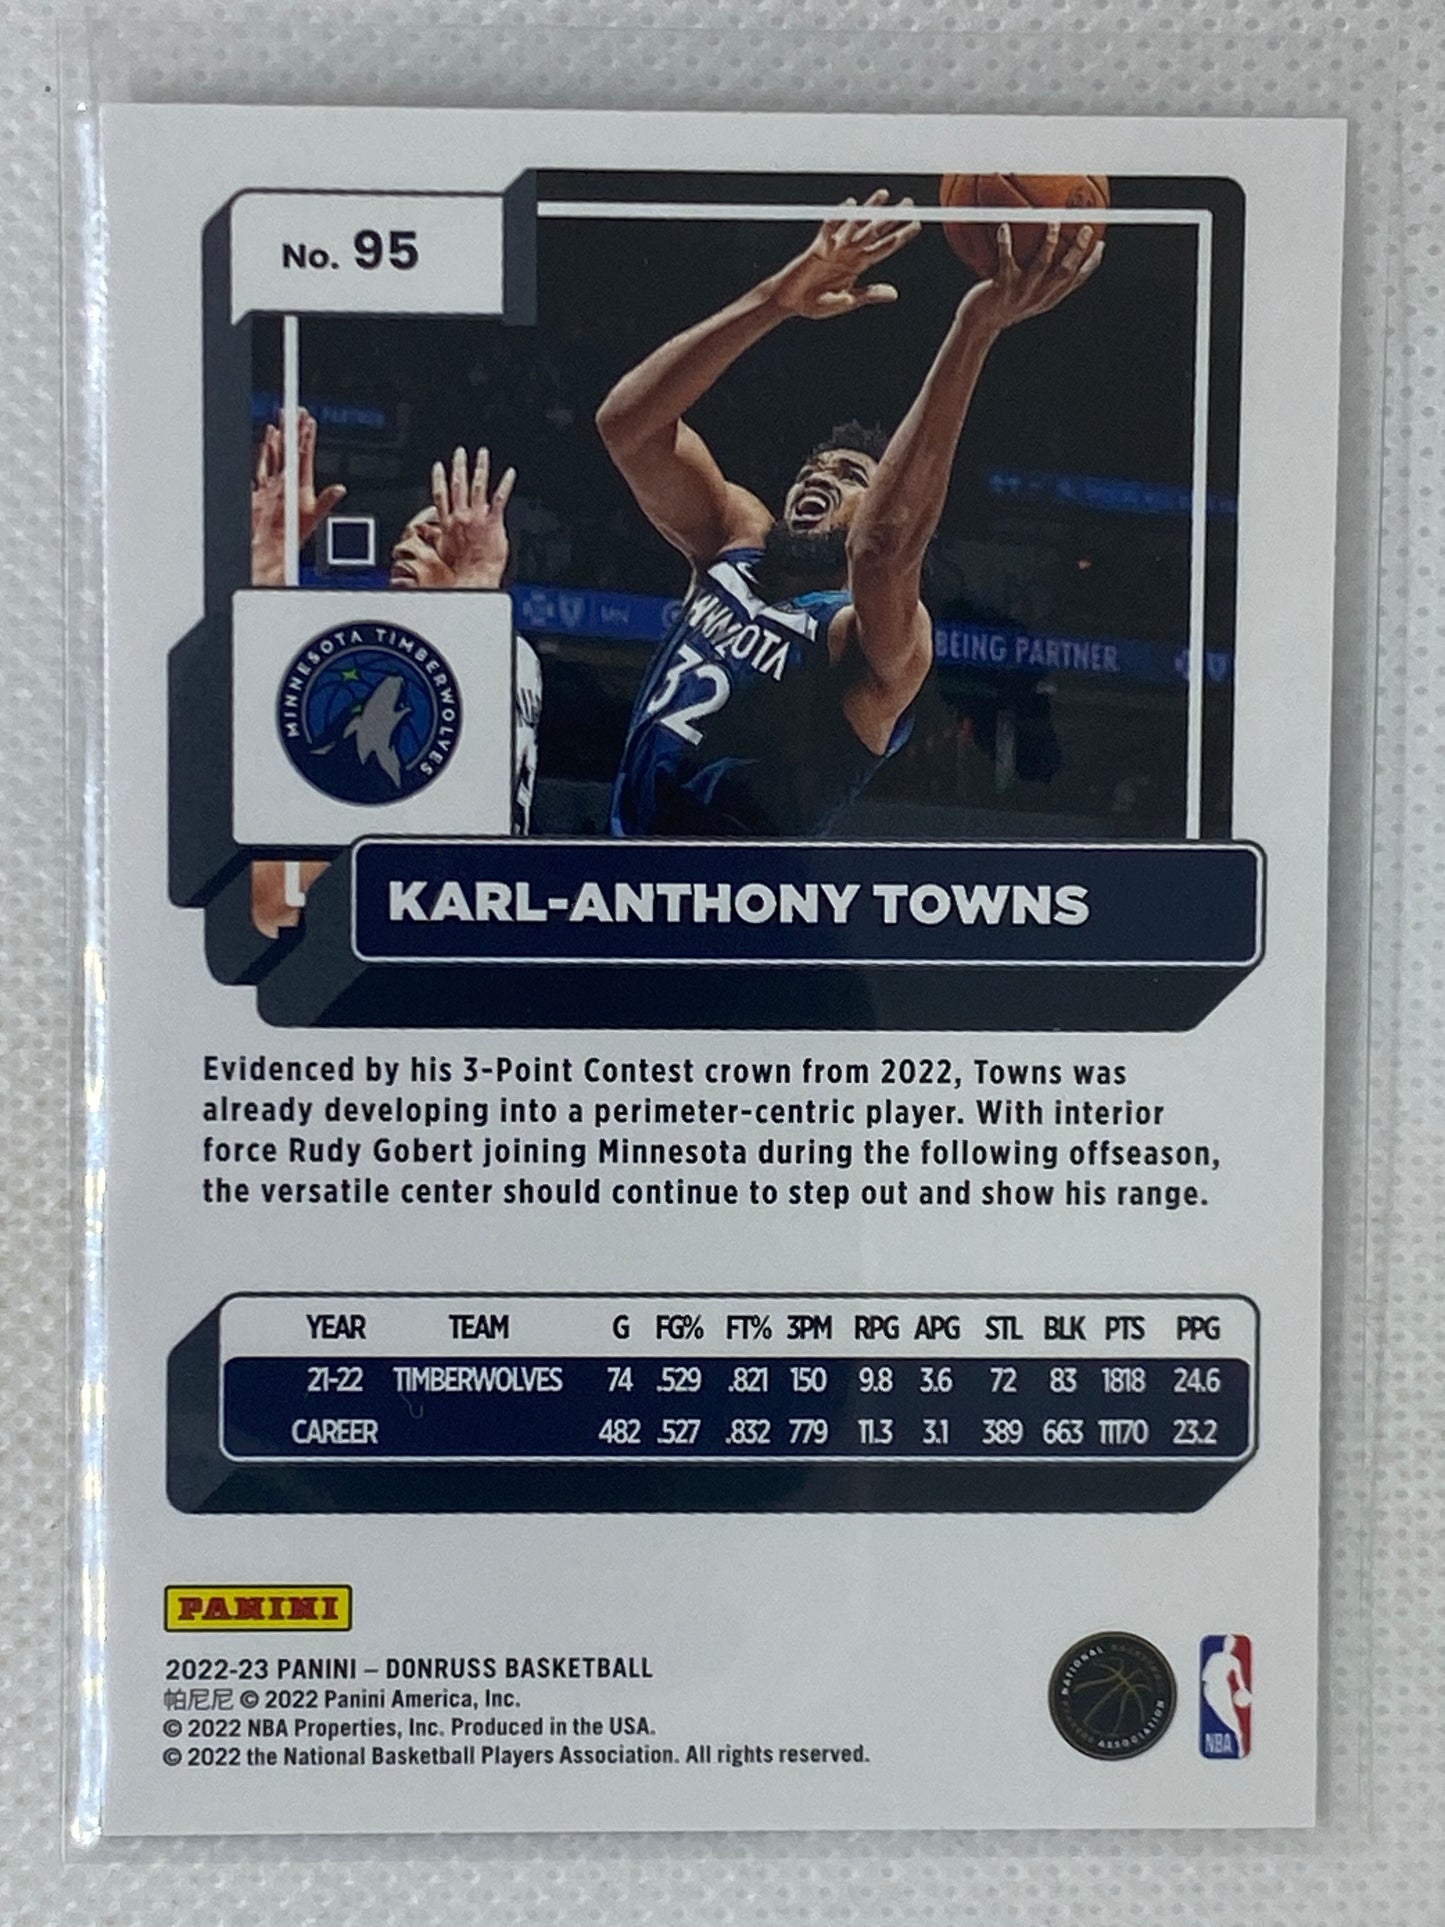 No. 95
BEING PARTNER
MINNESOTA TIMBERWOLVES
32
KARL-ANTHONY TOWNS
Evidenced by his 3-Point Contest crown from 2022, Towns was
already developing into a perimeter-centric player. With interior
force Rudy Gobert joining Minnesota during the following offseason,
the versatile center should continue to step out and show his range.
YEAR TEAM G FG% FT% 3PM RPG APG STL BLK PTS PPG
21-22 TIMBERWOLVES 74 .529 .821 150 9.8 3.6 72 83 1818 24.6
CAREER 482 .527 .832 779 11.3 3.1 389 663 11170 23.2
PANINI
2022-23 PANINI – DONRUSS BASKETBALL
帕尼尼 © 2022 Panini America, Inc.
© 2022 NBA Properties, Inc. Produced in the USA.
© 2022 the National Basketball Players Association. All rights reserved.
NATIONAL BASKETBALL PLAYERS ASSOCIATION
NBA